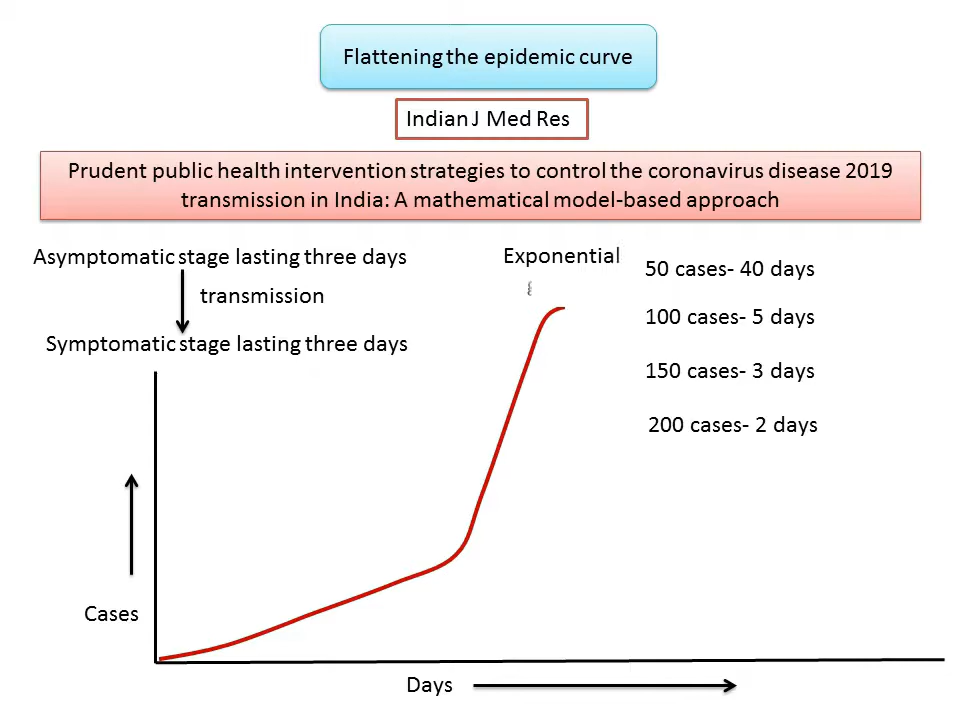 Flattening the epidemic curve
Indian J Med Res
Prudent public health intervention strategies to control the coronavirus disease 2019
transmission in India: A mathematical model-based approach
Asymptomatic stage lasting three days
transmission
Symptomatic stage lasting three days
Exponential
50 cases- 40 days
100 cases- 5 days
150 cases- 3 days
200 cases- 2 days
Cases
Days